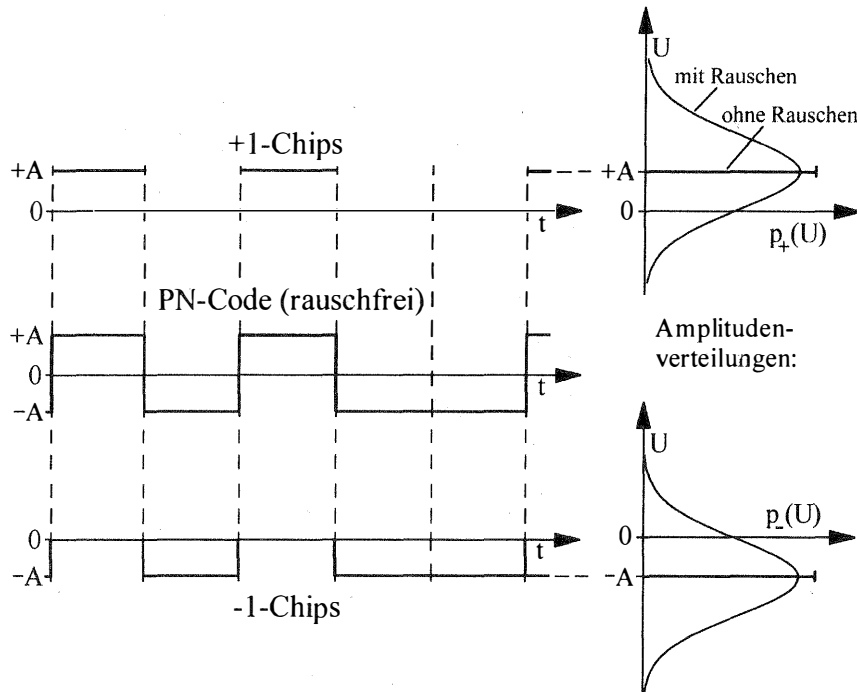 U
mit Rauschen
ohne Rauschen
+1-Chips
+A
+A
0
t
0
p+(U)
PN-Code (rauschfrei)
+A
0
−A
t
Amplituden-
verteilungen:
U
0
t
0
p-(U)
−A
−A
-1-Chips